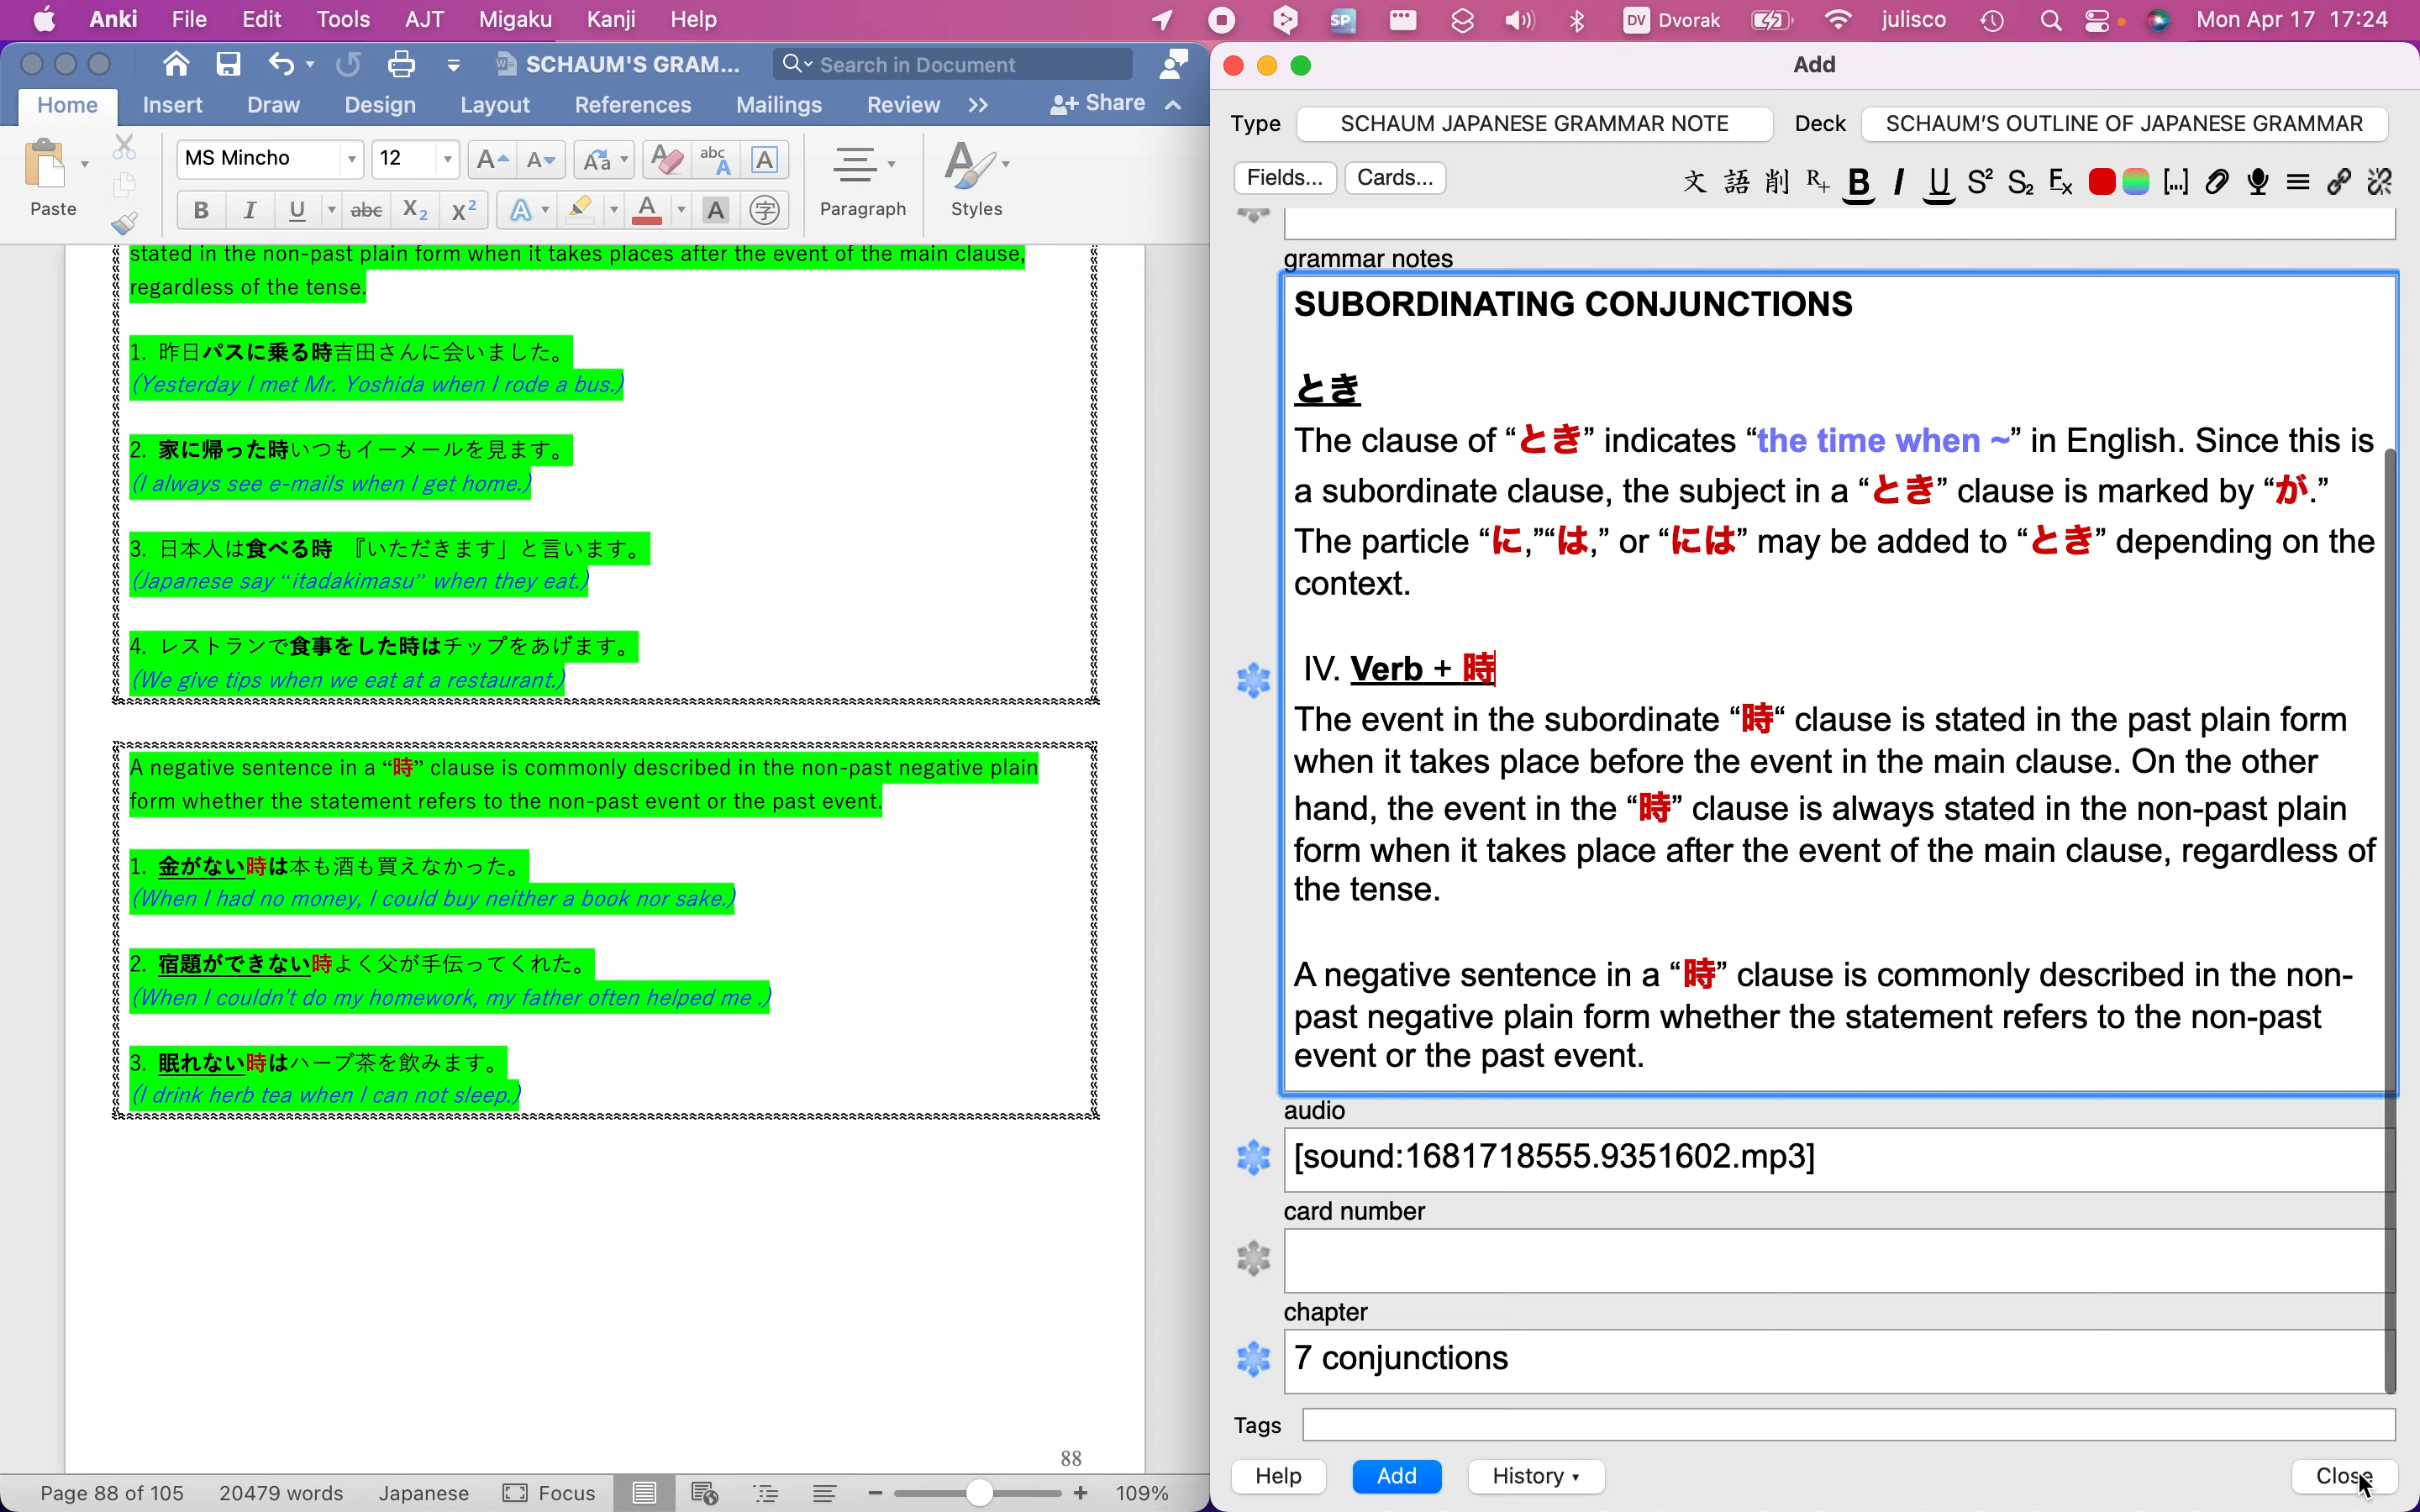 Anki File Edit Tools AJT Migaku Kanji Help
SP DV Dvorak julisco Mon Apr 17 17:24
SCHAUM'S GRAM... Search in Document
Home Insert Draw Design Layout References Mailings Review Share
Paste
MS Mincho 12
Paragraph Styles
stated in the non-past plain form when it takes places after the event of the main clause,
regardless of the tense.
1. 昨日バスに乗る時吉田さんに会いました。
(Yesterday I met Mr. Yoshida when I rode a bus.)
2. 家に帰った時いつもイーメールを見ます。
(I always see e-mails when I get home.)
3. 日本人は食べる時 『いただきます」と言います。
(Japanese say “itadakimasu” when they eat.)
4. レストランで食事をした時はチップをあげます。
(We give tips when we eat at a restaurant.)
A negative sentence in a “時” clause is commonly described in the non-past negative plain
form whether the statement refers to the non-past event or the past event.
1. 金がない時は本も酒も買えなかった。
(When I had no money, I could buy neither a book nor sake.)
2. 宿題ができない時よく父が手伝ってくれた。
(When I couldn't do my homework, my father often helped me .)
3. 眠れない時はハーブ茶を飲みます。
(I drink herb tea when I can not sleep.)
88
Page 88 of 105 20479 words Japanese Focus 109%
Add
Type SCHAUM JAPANESE GRAMMAR NOTE Deck SCHAUM'S OUTLINE OF JAPANESE GRAMMAR
Fields... Cards...
文 語 削 R+ B I U S² S₂ Fx [...]
grammar notes
SUBORDINATING CONJUNCTIONS
とき
The clause of “とき” indicates “the time when ~” in English. Since this is
a subordinate clause, the subject in a “とき” clause is marked by “が.”
The particle “に,”“は,” or “には” may be added to “とき” depending on the
context.
IV. Verb + 時
The event in the subordinate “時“ clause is stated in the past plain form
when it takes place before the event in the main clause. On the other
hand, the event in the “時” clause is always stated in the non-past plain
form when it takes place after the event of the main clause, regardless of
the tense.
A negative sentence in a “時” clause is commonly described in the non-
past negative plain form whether the statement refers to the non-past
event or the past event.
audio
[sound:1681718555.9351602.mp3]
card number
chapter
7 conjunctions
Tags
Help Add History Close